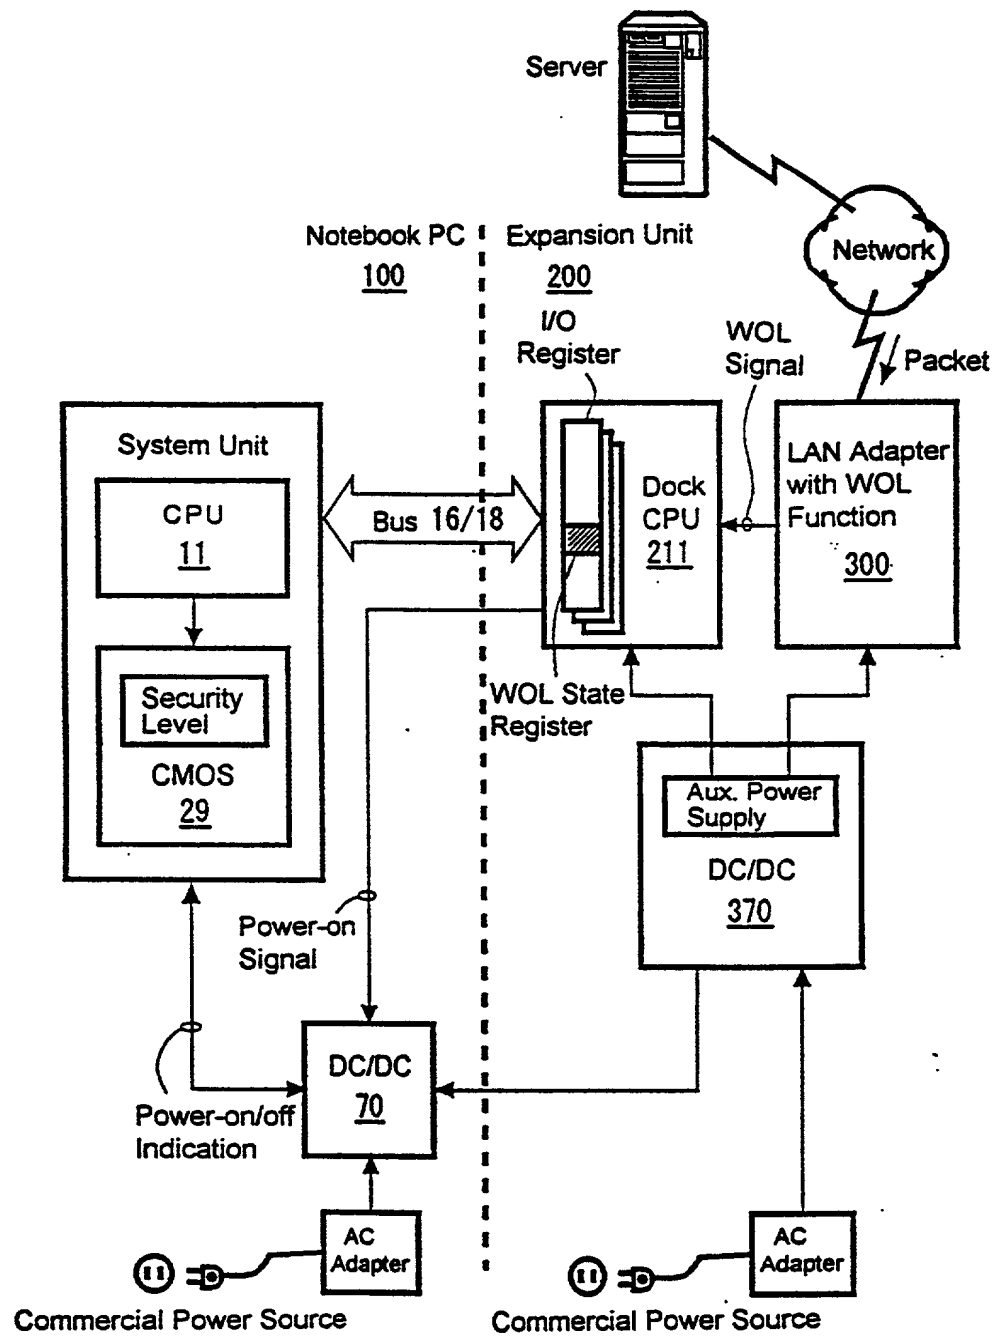 Server
Network
Notebook PC
100
Expansion Unit
200
I/O
Register
WOL
Signal
Packet
System Unit
CPU
11
Security
Level
CMOS
29
Bus 16/18
Dock
CPU
211
LAN Adapter
with WOL
Function
300
WOL State
Register
Aux. Power
Supply
DC/DC
370
Power-on
Signal
DC/DC
70
Power-on/off
Indication
AC
Adapter
Commercial Power Source
AC
Adapter
Commercial Power Source